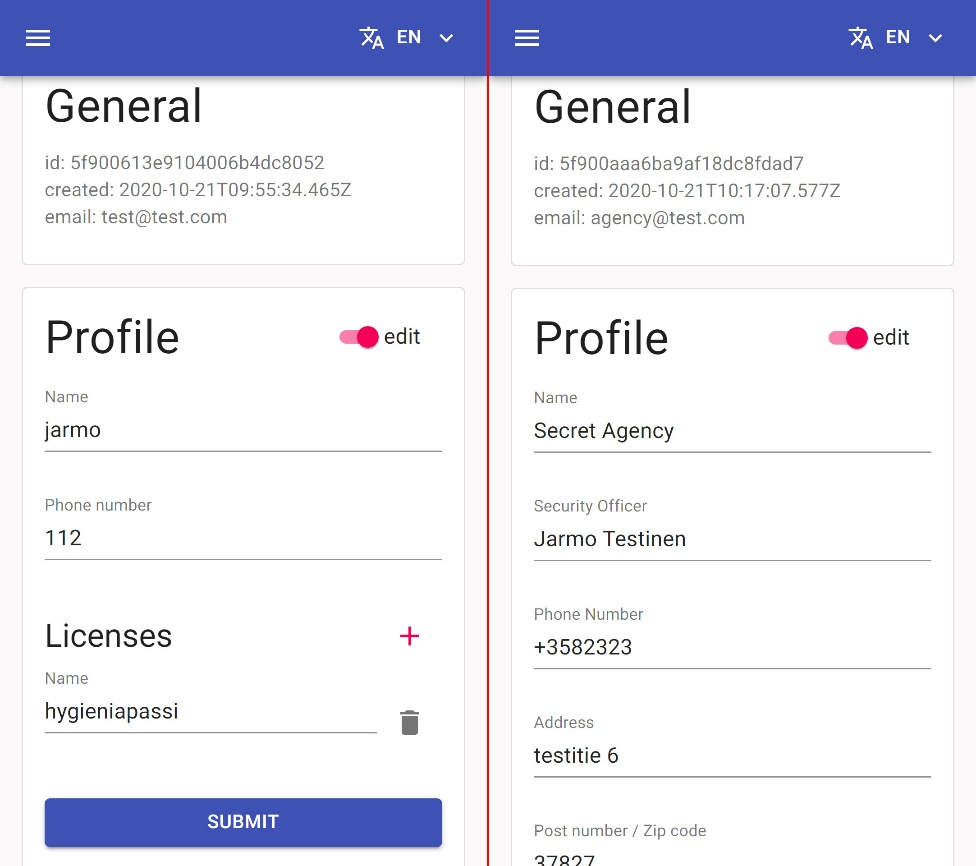 EN
General
id: 5f900613e9104006b4dc8052
created: 2020-10-21T09:55:34.465Z
email: test@test.com
Profile
edit
Name
jarmo
Phone number
112
Licenses
Name
hygieniapassi
SUBMIT
EN
General
id: 5f900aaa6ba9af18dc8fdad7
created: 2020-10-21T10:17:07.577Z
email: agency@test.com
Profile
edit
Name
Secret Agency
Security Officer
Jarmo Testinen
Phone Number
+3582323
Address
testitie 6
Post number / Zip code
37827